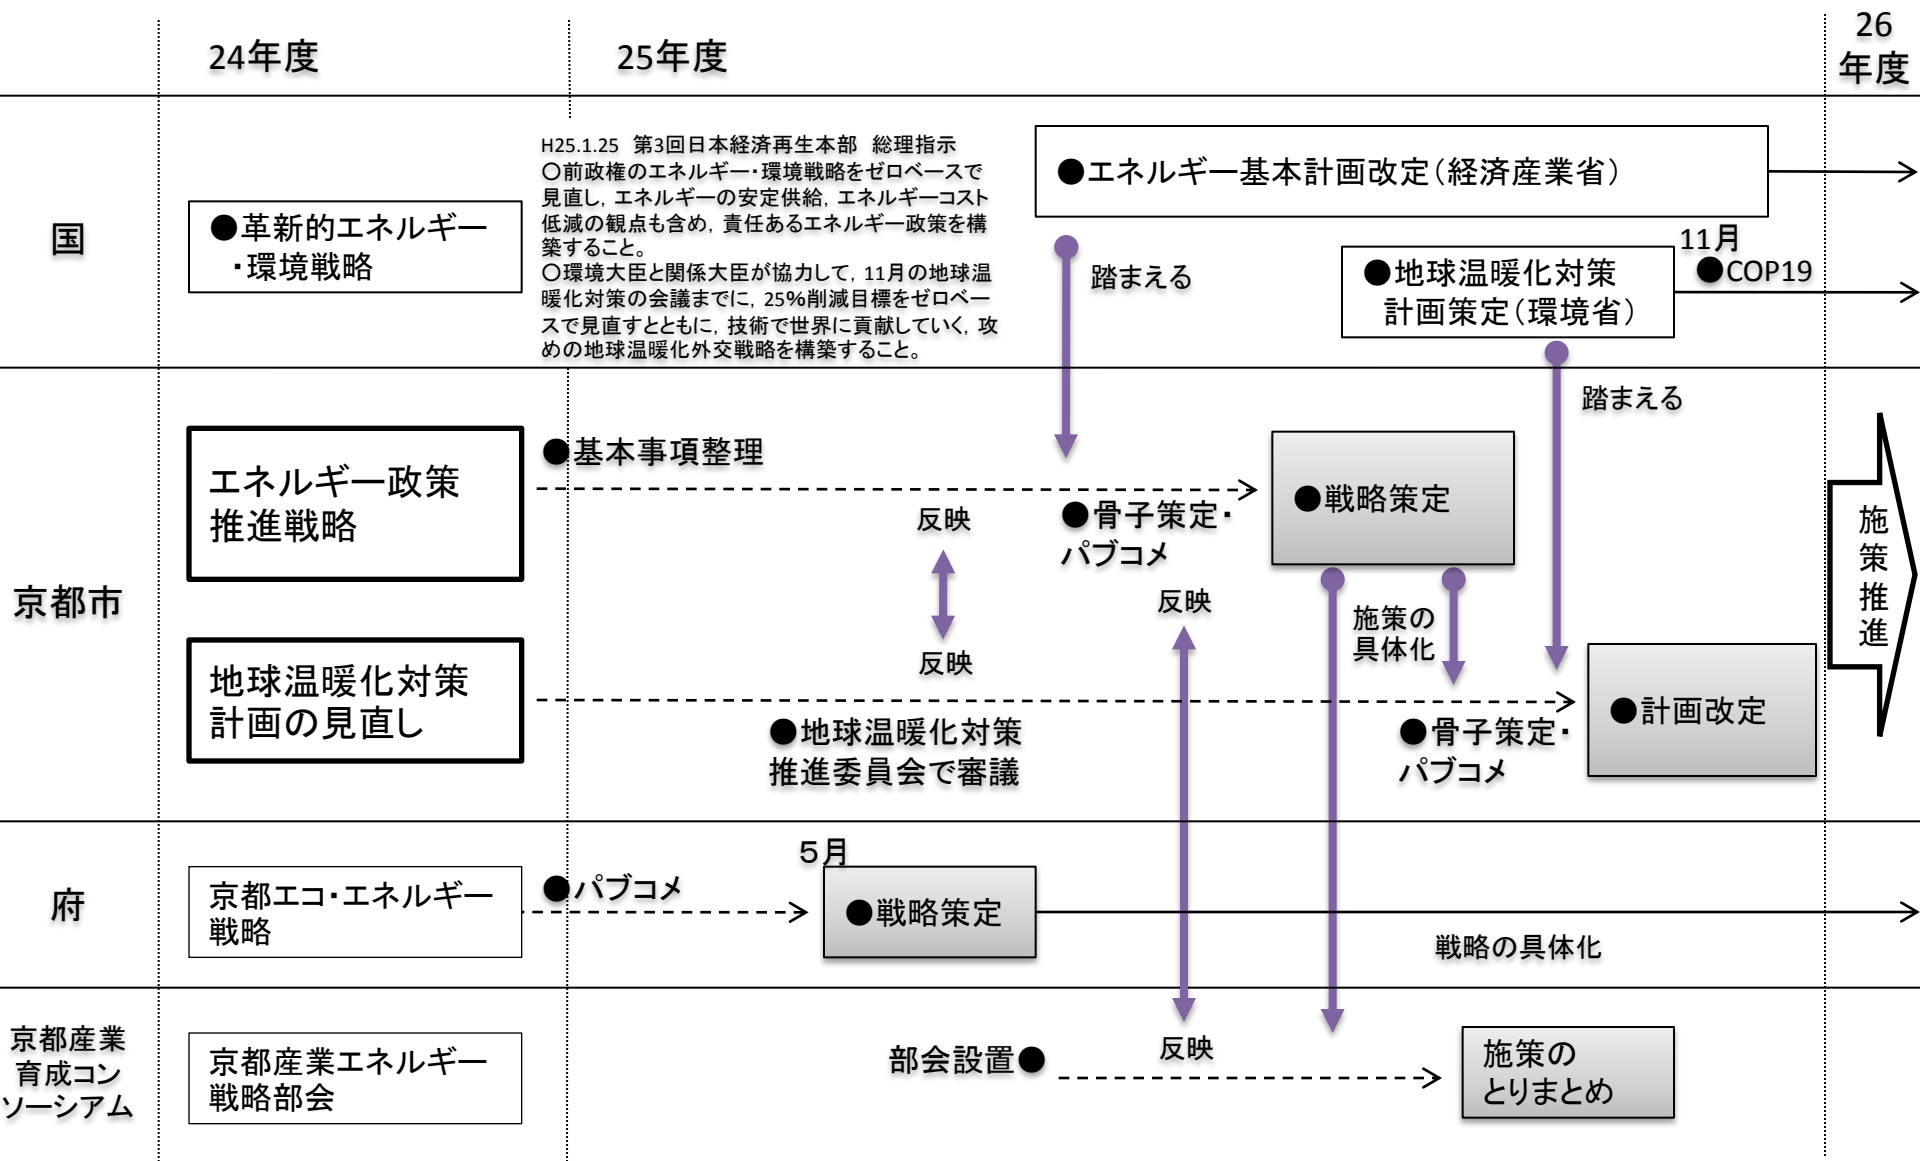 24年度
25年度
26
年度
国
●革新的エネルギー
・環境戦略
H25.1.25 第3回日本経済再生本部 総理指示
〇前政権のエネルギー・環境戦略をゼロベースで
見直し，エネルギーの安定供給，エネルギーコスト
低減の観点も含め，責任あるエネルギー政策を構
築すること。
〇環境大臣と関係大臣が協力して，11月の地球温
暖化対策の会議までに，25%削減目標をゼロベー
スで見直すとともに，技術で世界に貢献していく，攻
めの地球温暖化外交戦略を構築すること。
●エネルギー基本計画改定（経済産業省）
踏まえる
●地球温暖化対策
計画策定（環境省）
11月
●COP19
踏まえる
京都市
エネルギー政策
推進戦略
●基本事項整理
反映
●骨子策定・
パブコメ
●戦略策定
反映
施策の
具体化
反映
地球温暖化対策
計画の見直し
●地球温暖化対策
推進委員会で審議
●骨子策定・
パブコメ
●計画改定
施
策
推
進
府
京都エコ・エネルギー
戦略
●パブコメ
５月
●戦略策定
戦略の具体化
京都産業
育成コン
ソーシアム
京都産業エネルギー
戦略部会
部会設置●
反映
施策の
とりまとめ